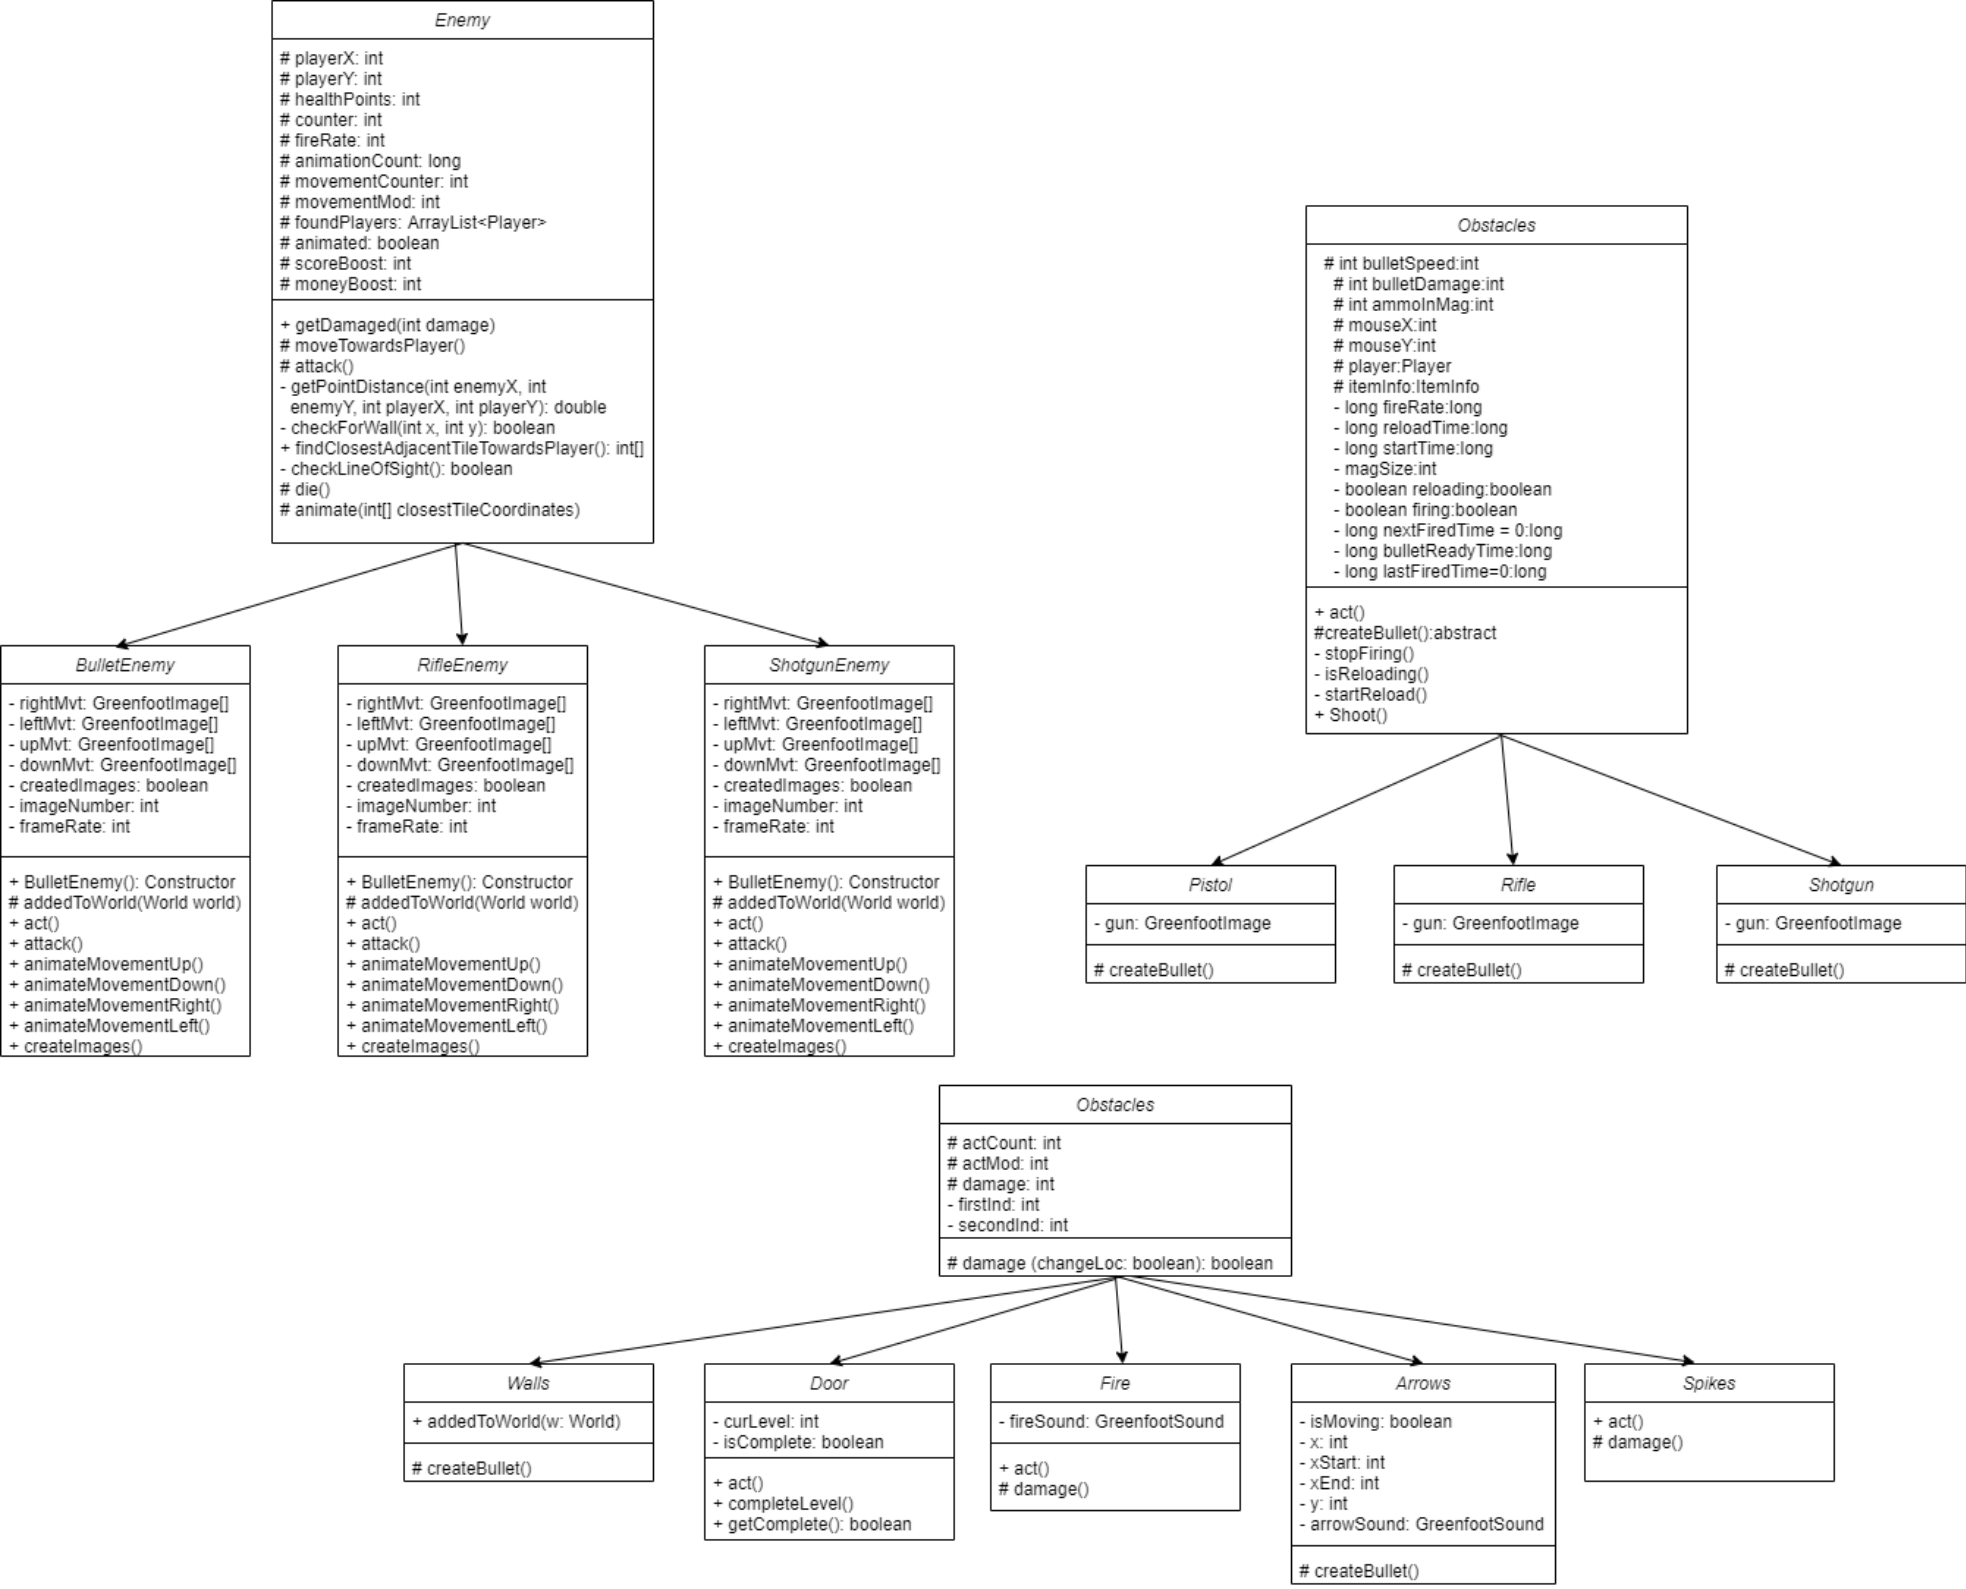 Enemy
# playerX: int
# playerY: int
# healthPoints: int
# counter: int
# fireRate: int
# animationCount: long
# movementCounter: int
# movementMod: int
# foundPlayers: ArrayList<Player>
# animated: boolean
# scoreBoost: int
# moneyBoost: int
+ getDamaged(int damage)
# moveTowardsPlayer()
# attack()
- getPointDistance(int enemyX, int
enemyY, int playerX, int playerY): double
- checkForWall(int x, int y): boolean
+ findClosestAdjacentTileTowardsPlayer(): int[]
- checkLineOfSight(): boolean
# die()
# animate(int[] closestTileCoordinates)
Obstacles
# int bulletSpeed:int
# int bulletDamage:int
# int ammoInMag:int
# mouseX:int
# mouseY:int
# player:Player
# itemInfo:ItemInfo
- long fireRate:long
- long reloadTime:long
- long startTime:long
- magSize:int
- boolean reloading:boolean
- boolean firing:boolean
- long nextFiredTime = 0:long
- long bulletReadyTime:long
- long lastFiredTime=0:long
+ act()
#createBullet():abstract
- stopFiring()
- isReloading()
- startReload()
+ Shoot()
BulletEnemy
- rightMvt: GreenfootImage[]
- leftMvt: GreenfootImage[]
- upMvt: GreenfootImage[]
- downMvt: GreenfootImage[]
- createdImages: boolean
- imageNumber: int
- frameRate: int
+ BulletEnemy(): Constructor
# addedToWorld(World world)
+ act()
+ attack()
+ animateMovementUp()
+ animateMovementDown()
+ animateMovementRight()
+ animateMovementLeft()
+ createImages()
RifleEnemy
- rightMvt: GreenfootImage[]
- leftMvt: GreenfootImage[]
- upMvt: GreenfootImage[]
- downMvt: GreenfootImage[]
- createdImages: boolean
- imageNumber: int
- frameRate: int
+ BulletEnemy(): Constructor
# addedToWorld(World world)
+ act()
+ attack()
+ animateMovementUp()
+ animateMovementDown()
+ animateMovementRight()
+ animateMovementLeft()
+ createImages()
ShotgunEnemy
- rightMvt: GreenfootImage[]
- leftMvt: GreenfootImage[]
- upMvt: GreenfootImage[]
- downMvt: GreenfootImage[]
- createdImages: boolean
- imageNumber: int
- frameRate: int
+ BulletEnemy(): Constructor
# addedToWorld(World world)
+ act()
+ attack()
+ animateMovementUp()
+ animateMovementDown()
+ animateMovementRight()
+ animateMovementLeft()
+ createImages()
Pistol
- gun: GreenfootImage
# createBullet()
Rifle
- gun: GreenfootImage
# createBullet()
Shotgun
- gun: GreenfootImage
# createBullet()
Obstacles
# actCount: int
# actMod: int
# damage: int
- firstInd: int
- secondInd: int
# damage (changeLoc: boolean): boolean
Walls
+ addedToWorld(w: World)
# createBullet()
Door
- curLevel: int
- isComplete: boolean
+ act()
+ completeLevel()
+ getComplete(): boolean
Fire
- fireSound: GreenfootSound
+ act()
# damage()
Arrows
- isMoving: boolean
- x: int
- xStart: int
- xEnd: int
- y: int
- arrowSound: GreenfootSound
# createBullet()
Spikes
+ act()
# damage()